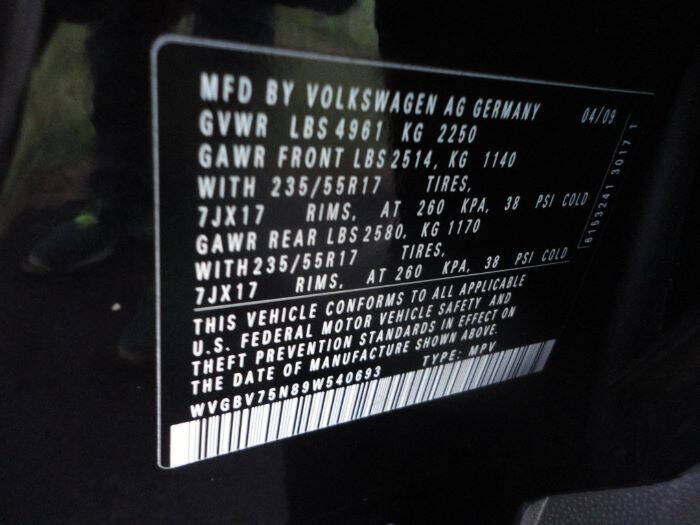 MFD BY VOLKSWAGEN AG GERMANY 04/09
GVWR LBS 4961 KG 2250
GAWR FRONT LBS 2514, KG 1140
WITH 235/55R17 TIRES,
7JX17 RIMS, AT 260 KPA, 38 PSI COLD
GAWR REAR LBS 2580, KG 1170
WITH 235/55R17 TIRES,
7JX17 RIMS, AT 260 KPA, 38 PSI COLD
THIS VEHICLE CONFORMS TO ALL APPLICABLE
U.S. FEDERAL MOTOR VEHICLE SAFETY AND
THEFT PREVENTION STANDARDS IN EFFECT ON
THE DATE OF MANUFACTURE SHOWN ABOVE.
WVGBV75N89W540693 TYPE: MPV
6153241 3017 1